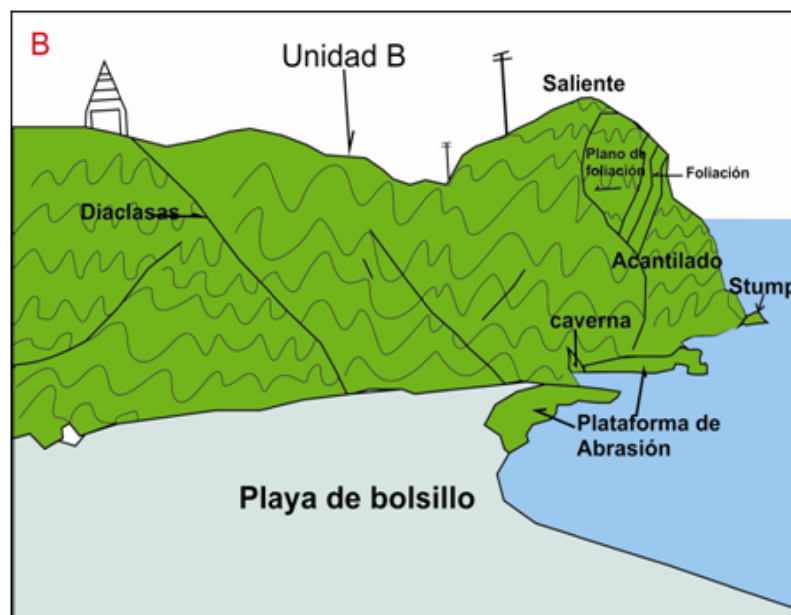 B
Unidad B
Saliente
Plano de
foliación
Foliación
Diaclasas
Acantilado
Stump
caverna
Plataforma de
Abrasión
Playa de bolsillo